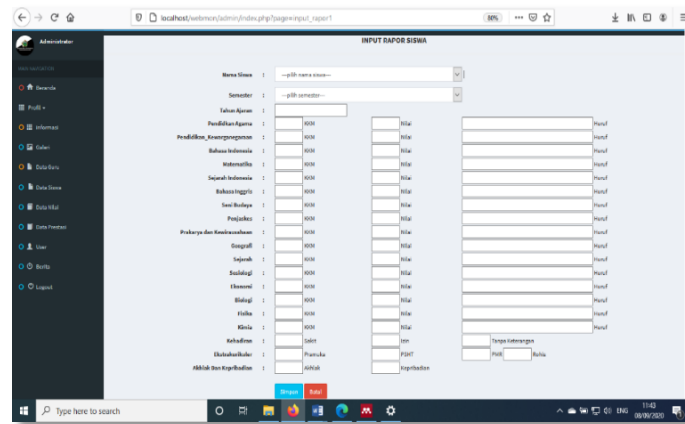 localhost/webmon/admin/index.php?page=input_rapor1
80%
Administrator
INPUT RAPOR SISWA
MAIN NAVIGATION
Beranda
Profil
Informasi
Galeri
Data Guru
Data Siswa
Data Nilai
Data Prestasi
User
Berita
Logout
Nama Siswa : ---pilih nama siswa---
Semester : ---pilih semester---
Tahun Ajaran :
Pendidikan Agama : KKM Nilai Huruf
Pendidikan_Kewarganegaraan : KKM Nilai Huruf
Bahasa Indonesia : KKM Nilai Huruf
Matematika : KKM Nilai Huruf
Sejarah Indonesia : KKM Nilai Huruf
Bahasa Inggris : KKM Nilai Huruf
Seni Budaya : KKM Nilai Huruf
Penjaskes : KKM Nilai Huruf
Prakarya dan Kewirausahaan : KKM Nilai Huruf
Geografi : KKM Nilai Huruf
Sejarah : KKM Nilai Huruf
Sosiologi : KKM Nilai Huruf
Ekonomi : KKM Nilai Huruf
Biologi : KKM Nilai Huruf
Fisika : KKM Nilai Huruf
Kimia : KKM Nilai Huruf
Kehadiran : Sakit Izin Tanpa Keterangan
Ekstrakurikuler : Pramuka PSHT PMR Rohis
Akhlak Dan Kepribadian : Akhlak Kepribadian
Simpan Batal
Type here to search
ENG
11:43
08/09/2020